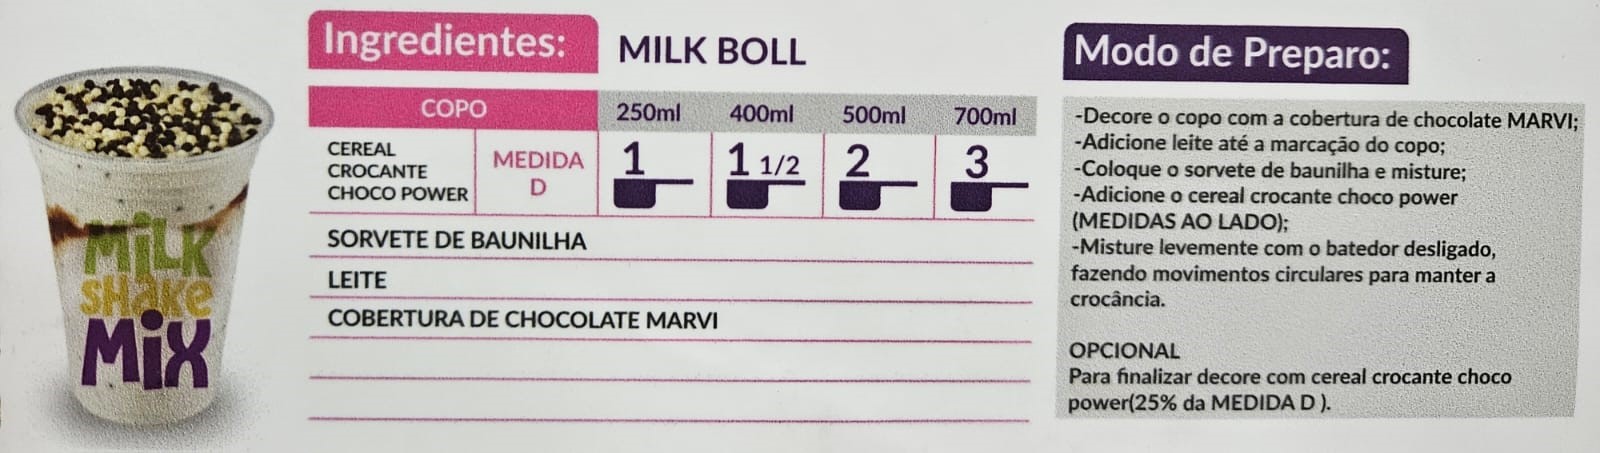 MiLK
SHake
MiX
Ingredientes:
MILK BOLL
COPO
250ml
400ml
500ml
700ml
CEREAL
CROCANTE
CHOCO POWER
MEDIDA
D
1
1 1/2
2
3
SORVETE DE BAUNILHA
LEITE
COBERTURA DE CHOCOLATE MARVI
Modo de Preparo:
-Decore o copo com a cobertura de chocolate MARVI;
-Adicione leite até a marcação do copo;
-Coloque o sorvete de baunilha e misture;
-Adicione o cereal crocante choco power
(MEDIDAS AO LADO);
-Misture levemente com o batedor desligado,
fazendo movimentos circulares para manter a
crocância.
OPCIONAL
Para finalizar decore com cereal crocante choco
power(25% da MEDIDA D ).